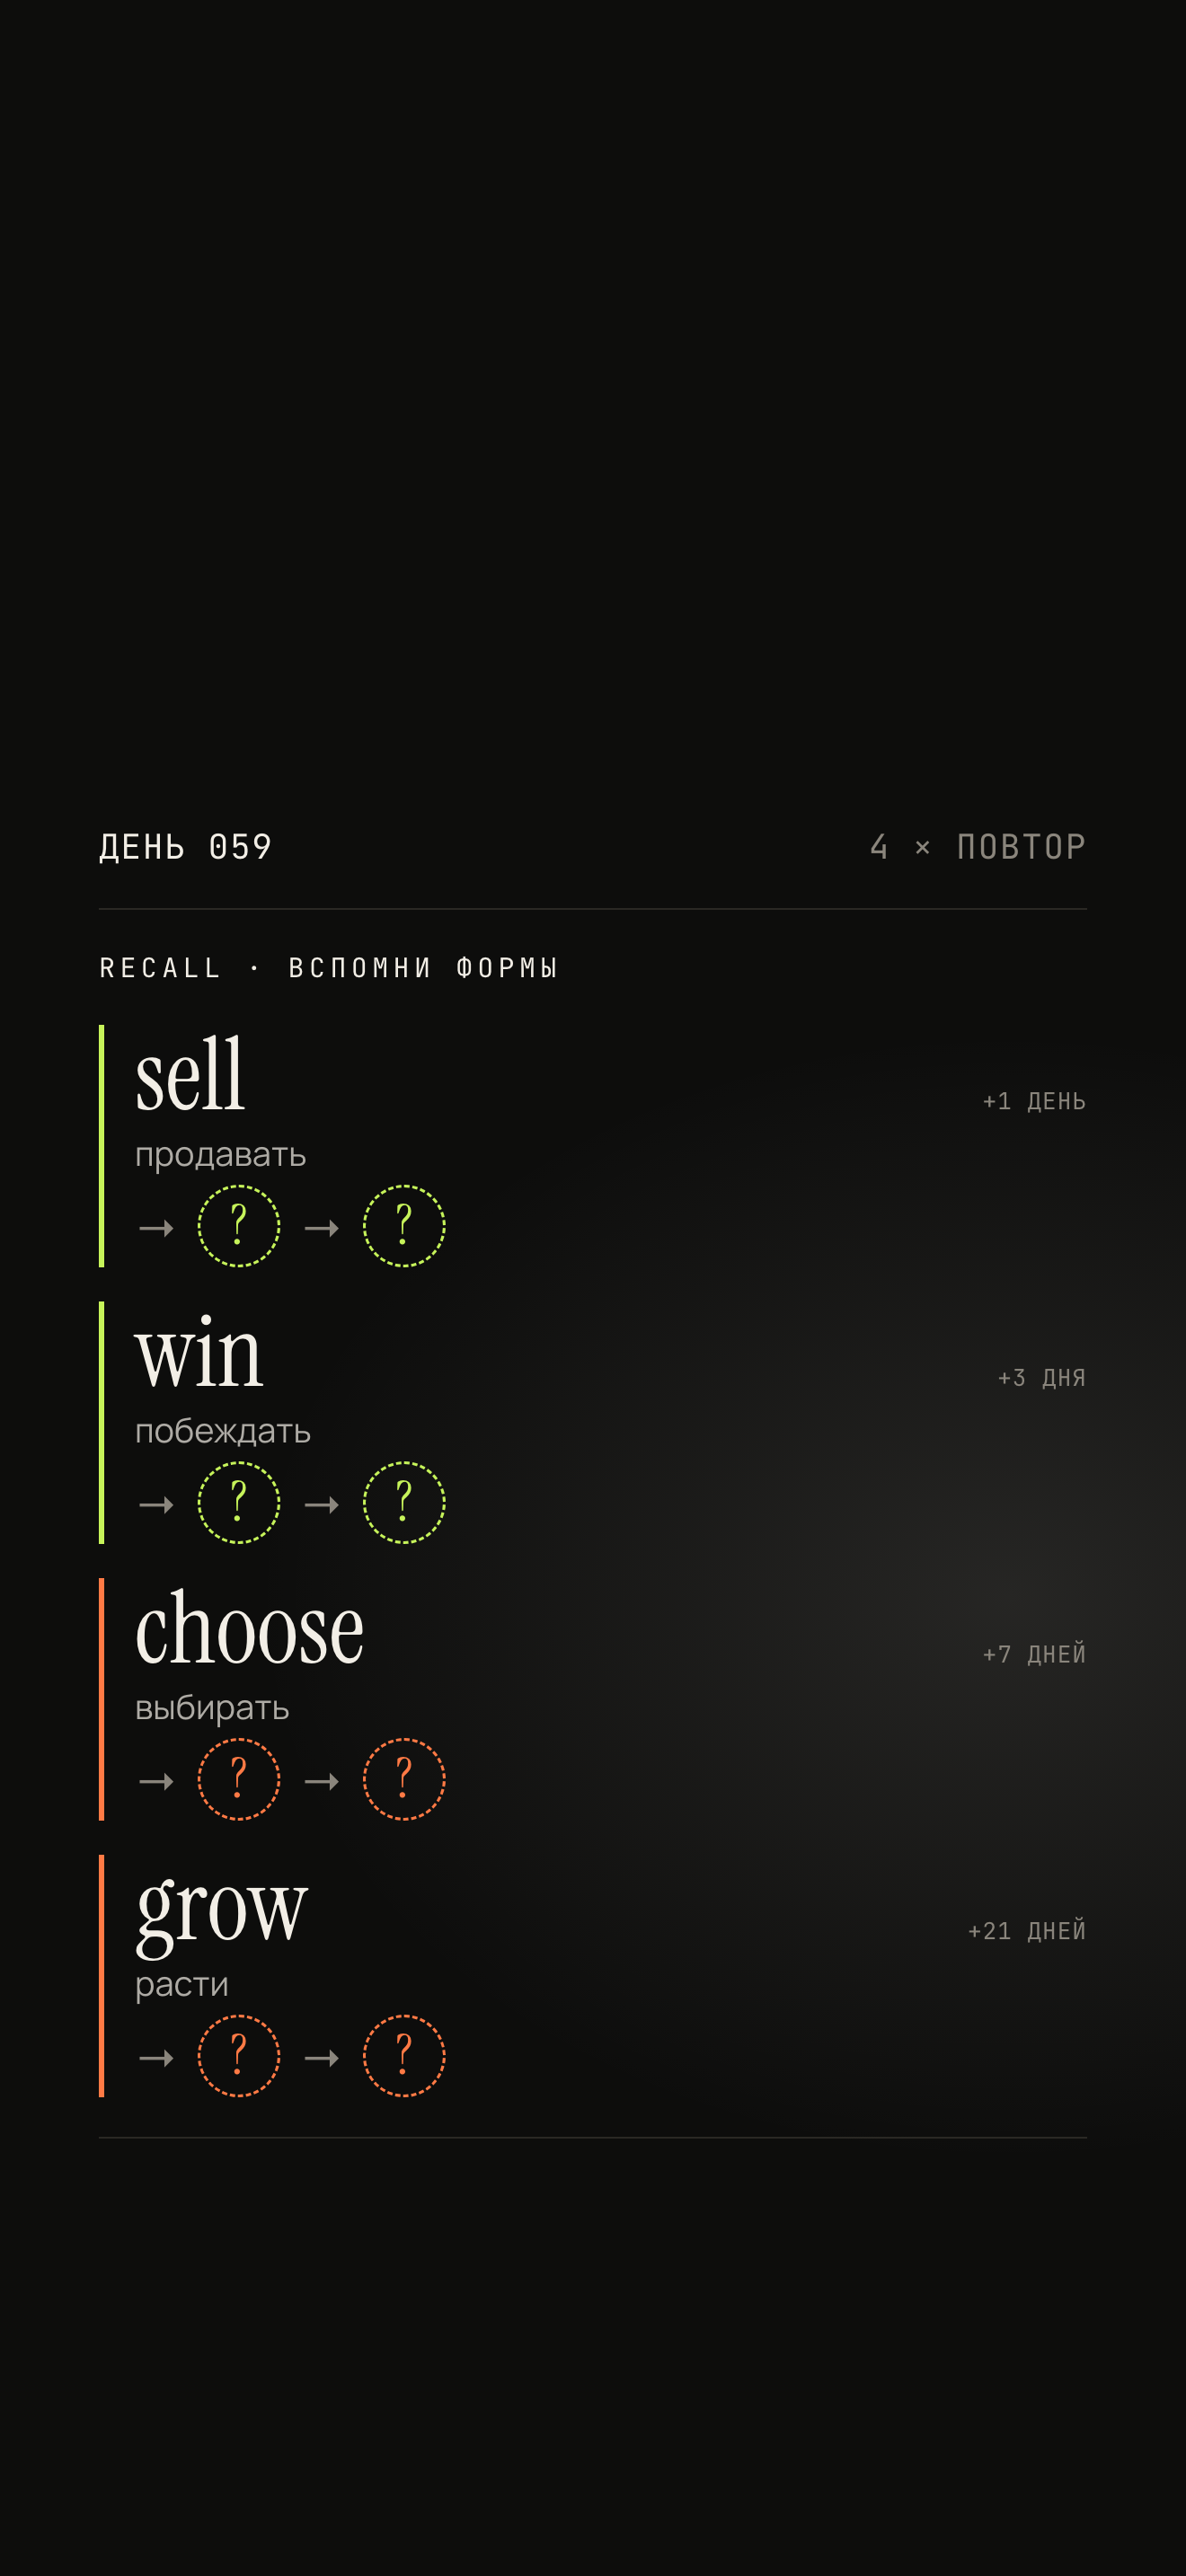 ДЕНЬ 059
4 × ПОВТОР
RECALL · ВСПОМНИ ФОРМЫ
sell
+1 ДЕНЬ
продавать
→ ? → ?
win
+3 ДНЯ
побеждать
→ ? → ?
choose
+7 ДНЕЙ
выбирать
→ ? → ?
grow
+21 ДНЕЙ
расти
→ ? → ?